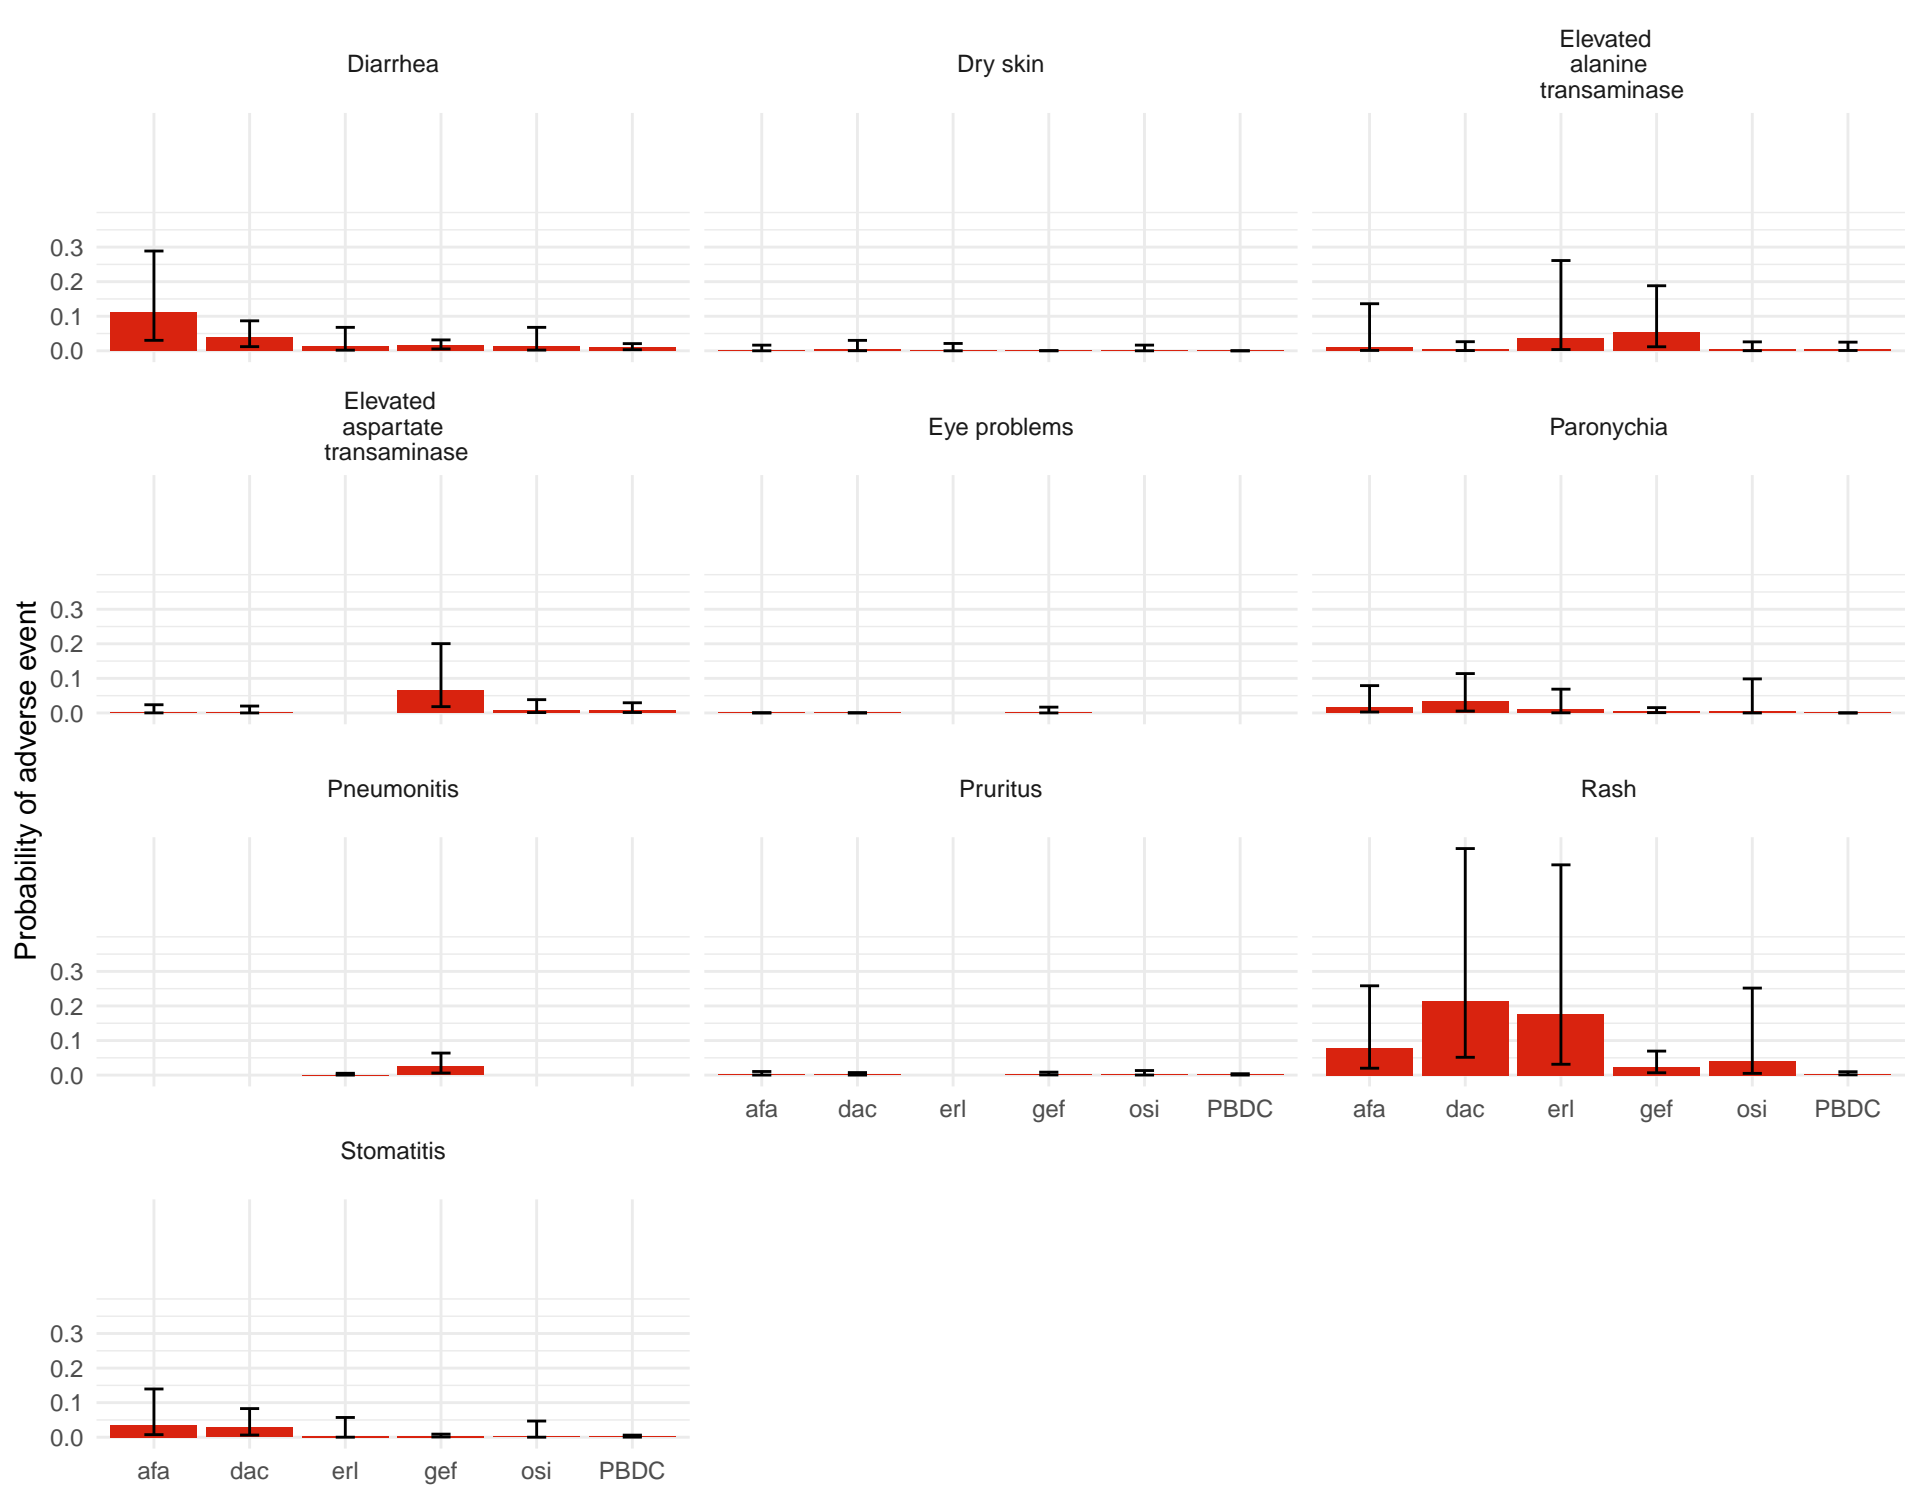 Diarrhea
Dry skin
Elevated
alanine
transaminase
0.3
0.2
0.1
0.0
Elevated
aspartate
transaminase
Eye problems
Paronychia
0.3
0.2
0.1
0.0
Probability of adverse event
Pneumonitis
Pruritus
Rash
0.3
0.2
0.1
0.0
afa dac erl gef osi PBDC
afa dac erl gef osi PBDC
Stomatitis
0.3
0.2
0.1
0.0
afa dac erl gef osi PBDC